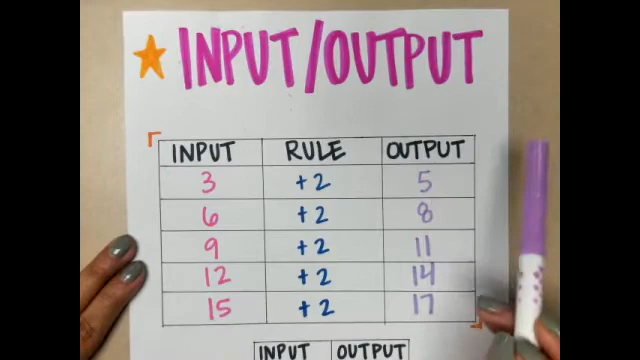 INPUT/OUTPUT
INPUT RULE OUTPUT
3 +2 5
6 +2 8
9 +2 11
12 +2 14
15 +2 17
INPUT OUTPUT